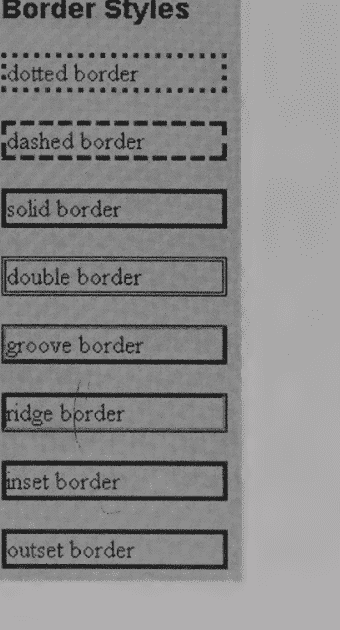 Border Styles
dotted border
dashed border
solid border
double border
groove border
ridge border
inset border
outset border